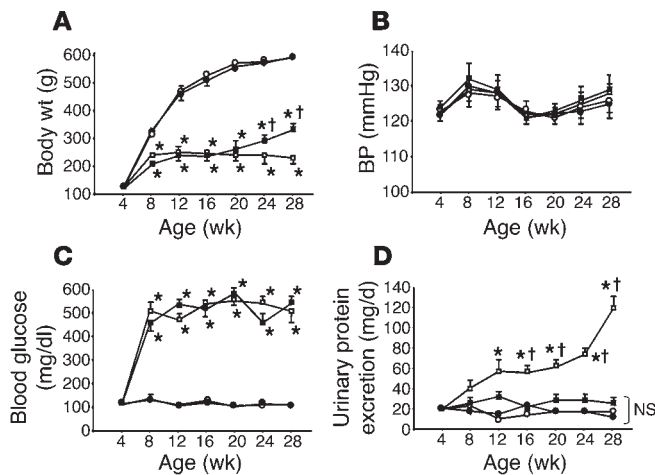 A
Body wt (g)
600
500
400
300
200
100
* * * * *† *†
* * * * * *
4 8 12 16 20 24 28
Age (wk)
B
BP (mmHg)
140
130
120
110
100
4 8 12 16 20 24 28
Age (wk)
C
Blood glucose
(mg/dl)
600
500
400
300
200
100
0
* * * * * *
* * * * * *
4 8 12 16 20 24 28
Age (wk)
D
Urinary protein
excretion (mg/d)
140
120
100
80
60
40
20
0
* *† *† *† *†
NS
4 8 12 16 20 24 28
Age (wk)